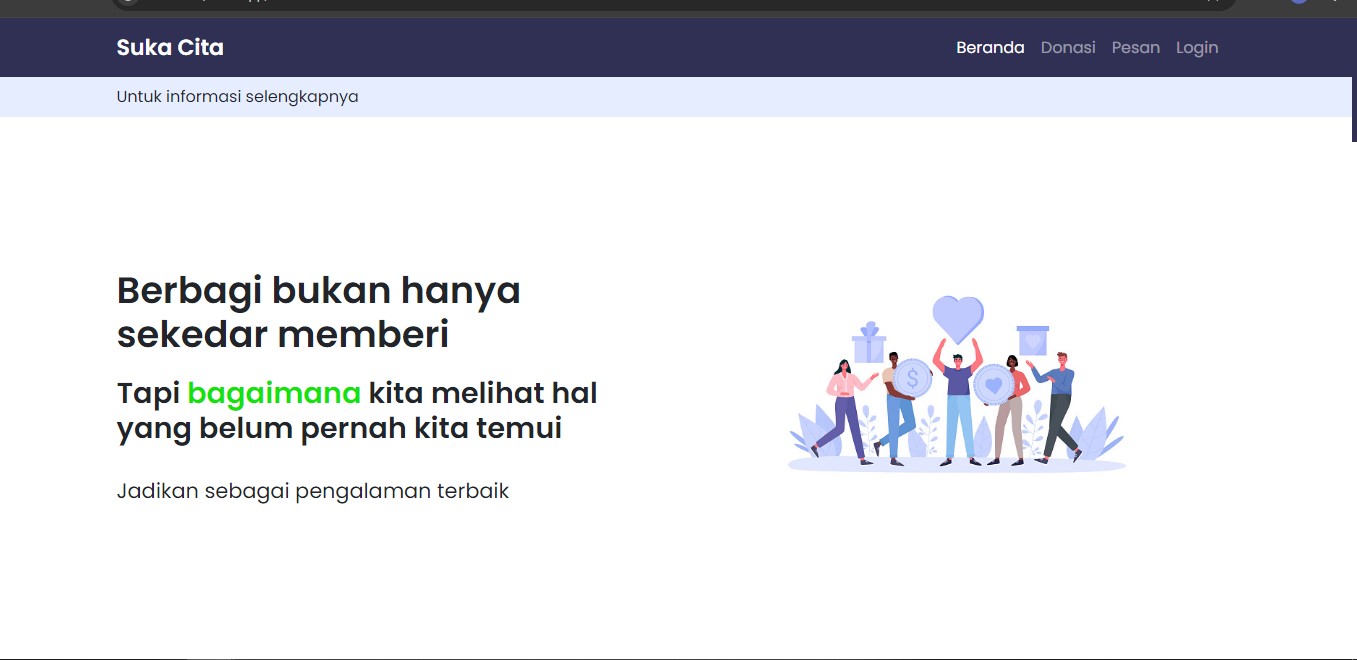 Suka Cita
Beranda Donasi Pesan Login
Untuk informasi selengkapnya
Berbagi bukan hanya
sekedar memberi
Tapi bagaimana kita melihat hal
yang belum pernah kita temui
$
Jadikan sebagai pengalaman terbaik